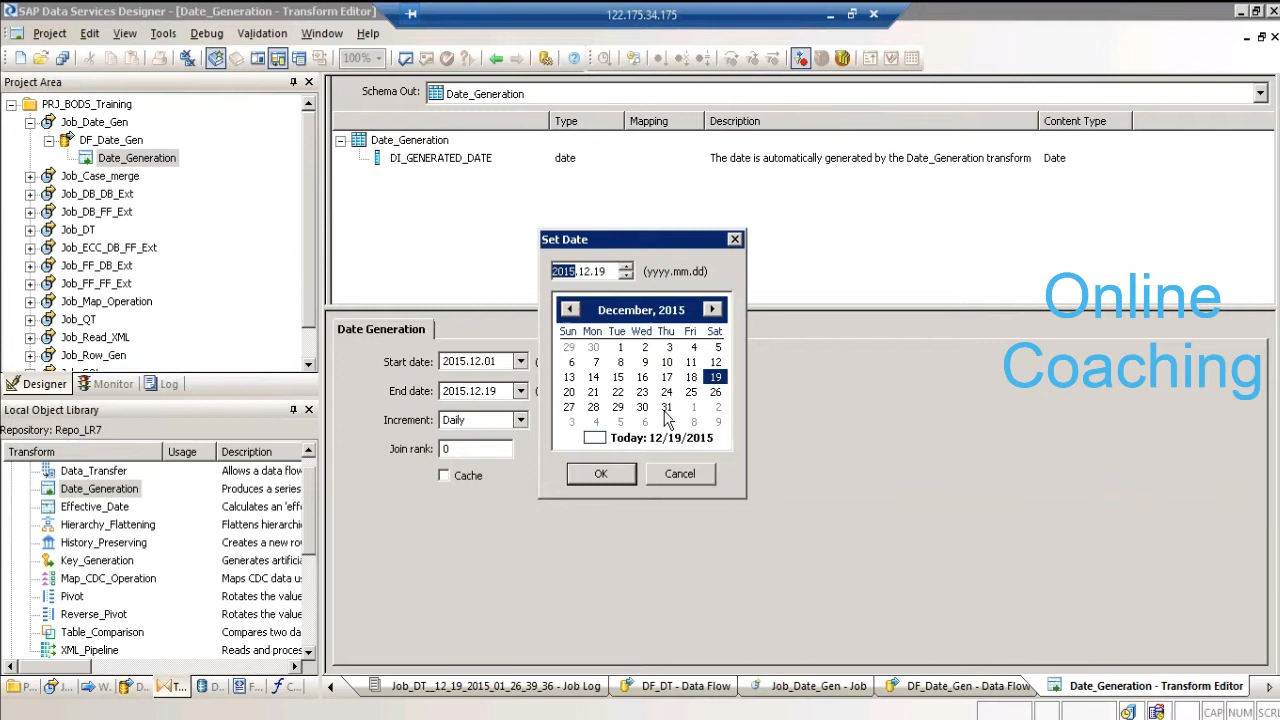 SAP Data Services Designer - [Date_Generation - Transform Editor]
122.175.34.175
Project Edit View Tools Debug Validation Window Help
100%
Project Area
PRJ_BODS_Training
Job_Date_Gen
DF_Date_Gen
Date_Generation
Job_Case_merge
Job_DB_DB_Ext
Job_DB_FF_Ext
Job_DT
Job_ECC_DB_FF_Ext
Job_FF_DB_Ext
Job_FF_FF_Ext
Job_Map_Operation
Job_QT
Job_Read_XML
Job_Row_Gen
Designer Monitor Log
Schema Out: Date_Generation
Type Mapping Description Content Type
Date_Generation
DI_GENERATED_DATE date The date is automatically generated by the Date_Generation transform Date
Set Date
2015.12.19 (yyyy.mm.dd)
December, 2015
Sun Mon Tue Wed Thu Fri Sat
29 30 1 2 3 4 5
6 7 8 9 10 11 12
13 14 15 16 17 18 19
20 21 22 23 24 25 26
27 28 29 30 31 1 2
3 4 5 6 8 9
Today: 12/19/2015
OK Cancel
Online
Coaching
Date Generation
Start date: 2015.12.01
End date: 2015.12.19
Increment: Daily
Join rank: 0
Cache
Local Object Library
Repository: Repo_LR7
Transform Usage Description
Data_Transfer Allows a data flow
Date_Generation Produces a series
Effective_Date Calculates an 'effe
Hierarchy_Flattening Flattens hierarchic
History_Preserving Creates a new ro
Key_Generation Generates artificia
Map_CDC_Operation Maps CDC data u
Pivot Rotates the value
Reverse_Pivot Rotates the value
Table_Comparison Compares two da
XML_Pipeline Reads and proces
P... J... W. D.. T... D.. F... C...
Job_DT__12_19_2015_01_26_39_36 - Job Log DF_DT - Data Flow Job_Date_Gen - Job DF_Date_Gen - Data Flow Date_Generation - Transform Editor
CAP NUM SCRL